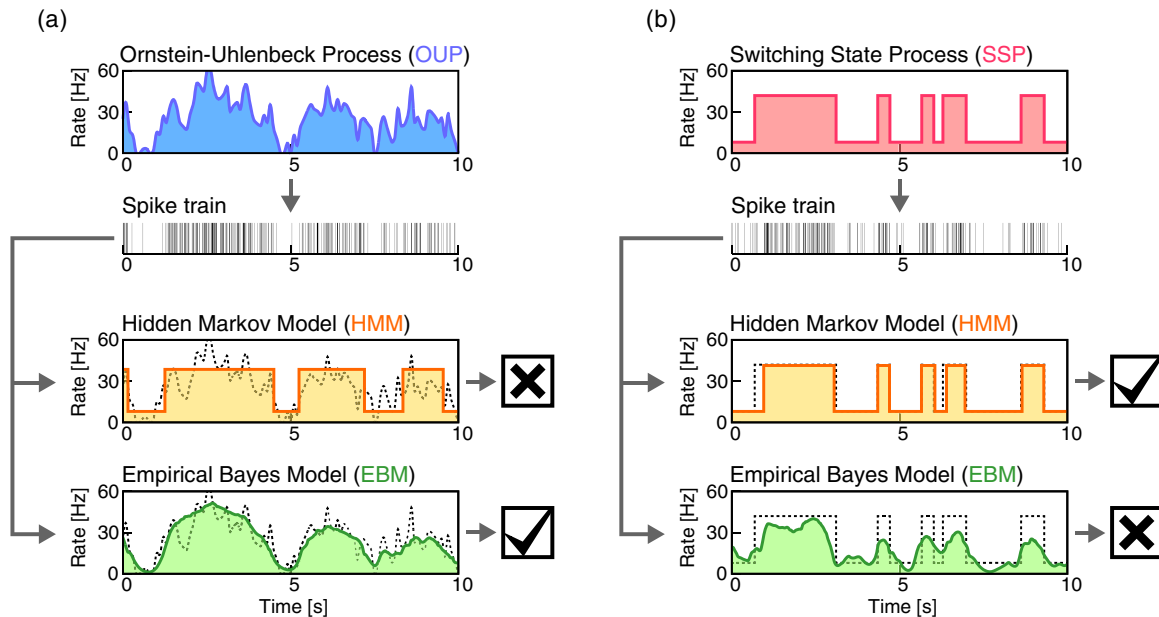 (a)
Ornstein-Uhlenbeck Process (OUP)
Rate [Hz]
60
30
0
0 5 10
Spike train
0 5 10
Hidden Markov Model (HMM)
Rate [Hz]
60
30
0
0 5 10
Empirical Bayes Model (EBM)
Rate [Hz]
60
30
0
0 5 10
Time [s]
(b)
Switching State Process (SSP)
Rate [Hz]
60
30
0
0 5 10
Spike train
0 5 10
Hidden Markov Model (HMM)
Rate [Hz]
60
30
0
0 5 10
Empirical Bayes Model (EBM)
Rate [Hz]
60
30
0
0 5 10
Time [s]